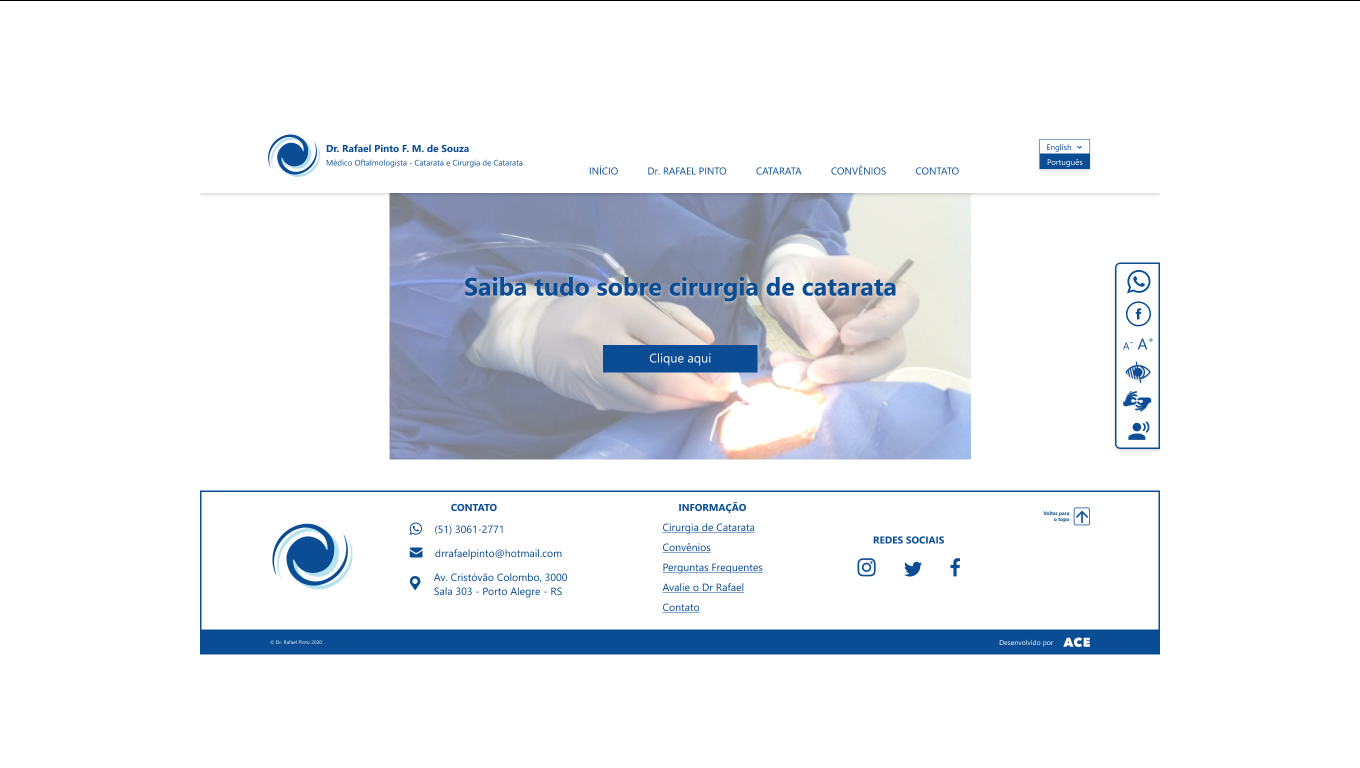 Dr. Rafael Pinto F. M. de Souza
Médico Oftalmologista - Catarata e Cirurgia de Catarata
INÍCIO
Dr. RAFAEL PINTO
CATARATA
CONVÊNIOS
CONTATO
English
Português
Saiba tudo sobre cirurgia de catarata
Clique aqui
A- A+
CONTATO
(51) 3061-2771
drrafaelpinto@hotmail.com
Av. Cristóvão Colombo, 3000
Sala 303 - Porto Alegre - RS
INFORMAÇÃO
Cirurgia de Catarata
Convênios
Perguntas Frequentes
Avalie o Dr Rafael
Contato
REDES SOCIAIS
Voltar para
o topo
© Dr. Rafael Pinto 2020
Desenvolvido por ACE